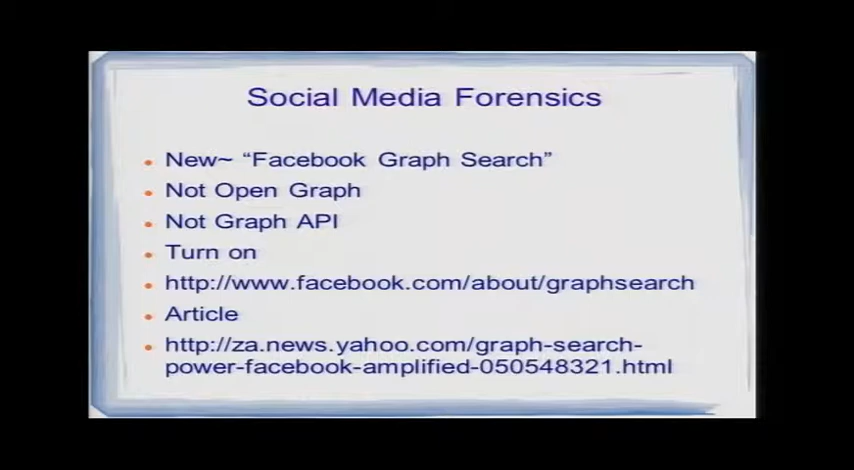 Social Media Forensics
New~ “Facebook Graph Search”
Not Open Graph
Not Graph API
Turn on
http://www.facebook.com/about/graphsearch
Article
http://za.news.yahoo.com/graph-search-
power-facebook-amplified-050548321.html